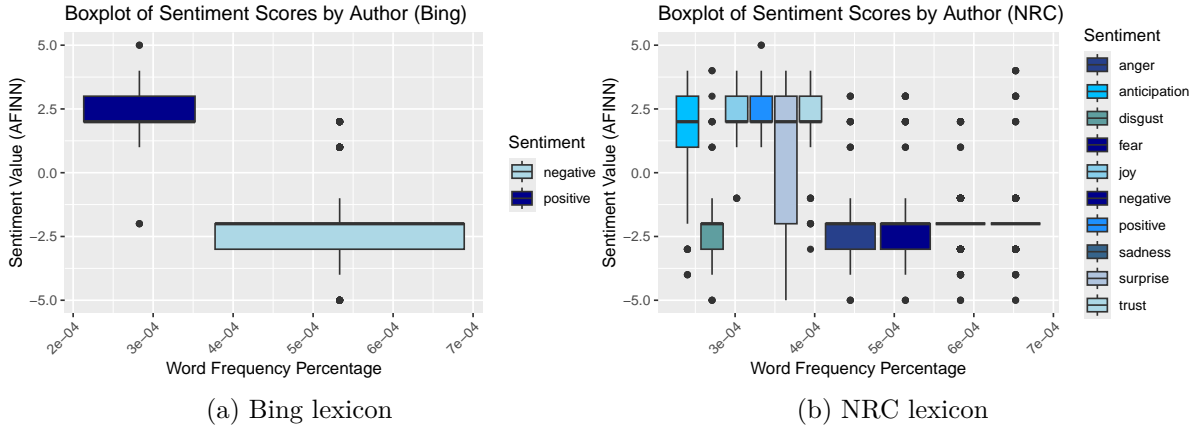 Boxplot of Sentiment Scores by Author (Bing)
Sentiment Value (AFINN)
5.0
2.5
0.0
−2.5
−5.0
2e−04
3e−04
4e−04
5e−04
6e−04
7e−04
Word Frequency Percentage
Sentiment
negative
positive
(a) Bing lexicon
Boxplot of Sentiment Scores by Author (NRC)
Sentiment Value (AFINN)
5.0
2.5
0.0
−2.5
−5.0
3e−04
4e−04
5e−04
6e−04
7e−04
Word Frequency Percentage
Sentiment
anger
anticipation
disgust
fear
joy
negative
positive
sadness
surprise
trust
(b) NRC lexicon